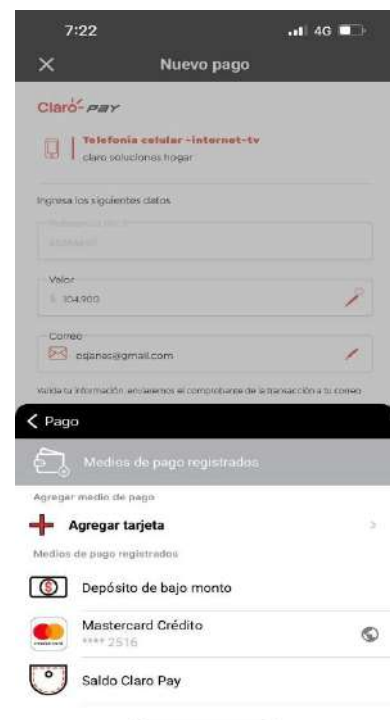 7:22
4G
Nuevo pago
Claro-pay
Telefonía celular -internet-tv
claro soluciones hogar
Ingresa los siguientes datos
Valor
$ 104,900
Correo
@gmail.com
Valida tu información enviaremos el comprobante de la transacción a tu correo
Pago
Medios de pago registrados
Agregar medio de pago
Agregar tarjeta
Medios de pago registrados
Depósito de bajo monto
Mastercard Crédito
**** 2516
Saldo Claro Pay